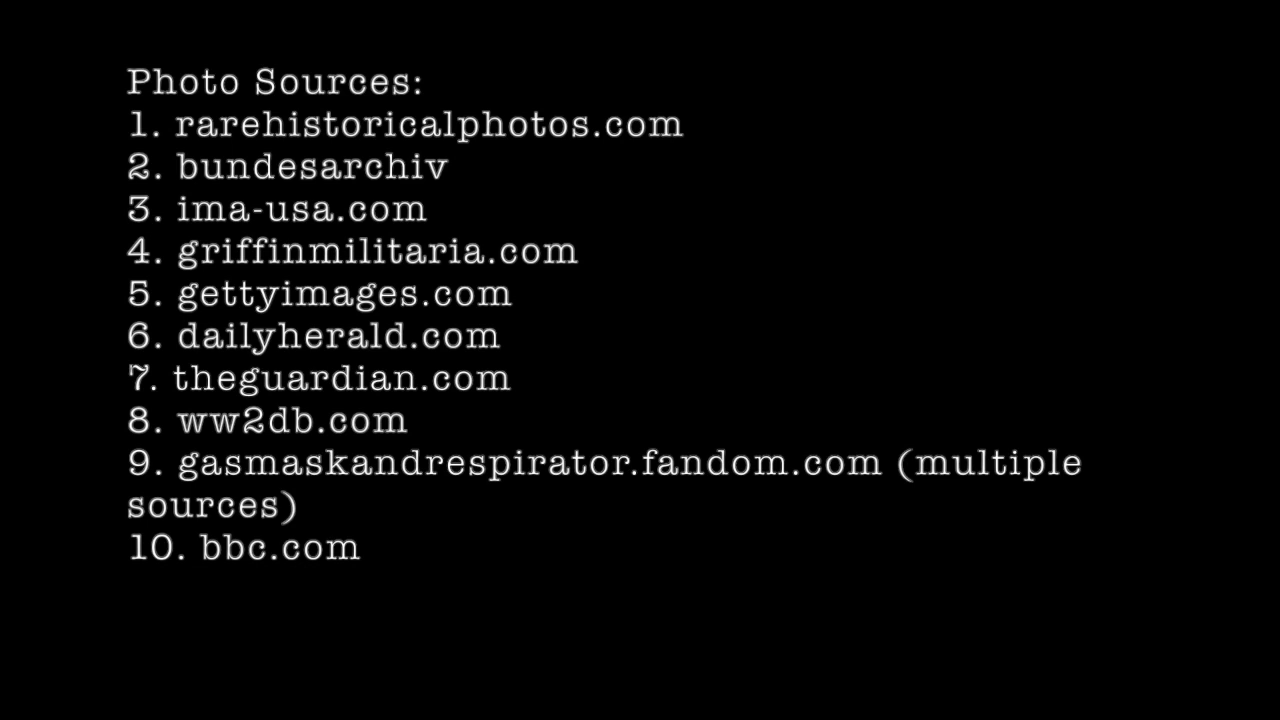 Photo Sources:
1. rarehistoricalphotos.com
2. bundesarchiv
3. ima-usa.com
4. griffinmilitaria.com
5. gettyimages.com
6. dailyherald.com
7. theguardian.com
8. ww2db.com
9. gasmaskandrespirator.fandom.com (multiple
sources)
10. bbc.com